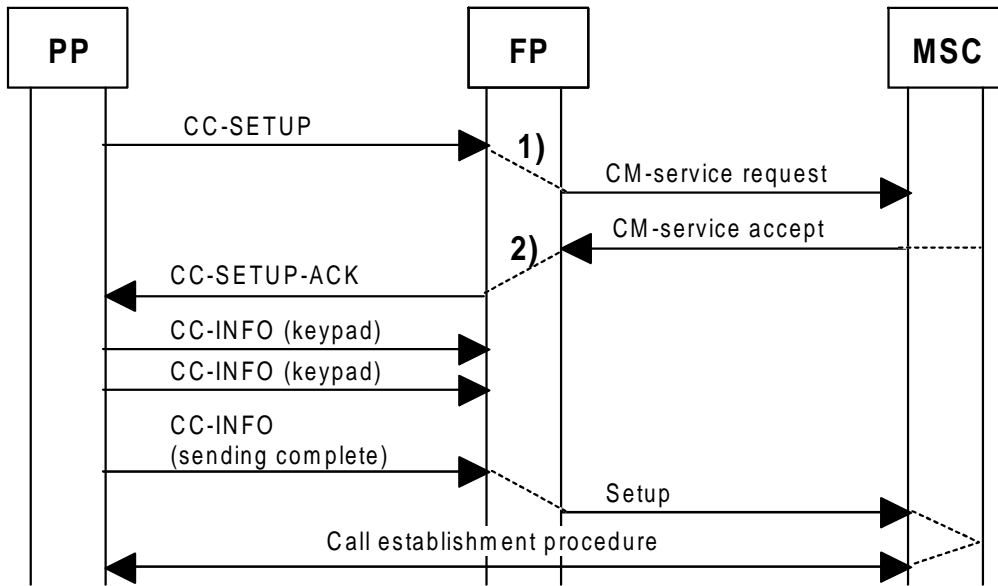 PP FP MSC
CC-SETUP
1)
CM-service request
CM-service accept
2)
CC-SETUP-ACK
CC-INFO (keypad)
CC-INFO (keypad)
CC-INFO
(sending complete)
Setup
Call establishment procedure